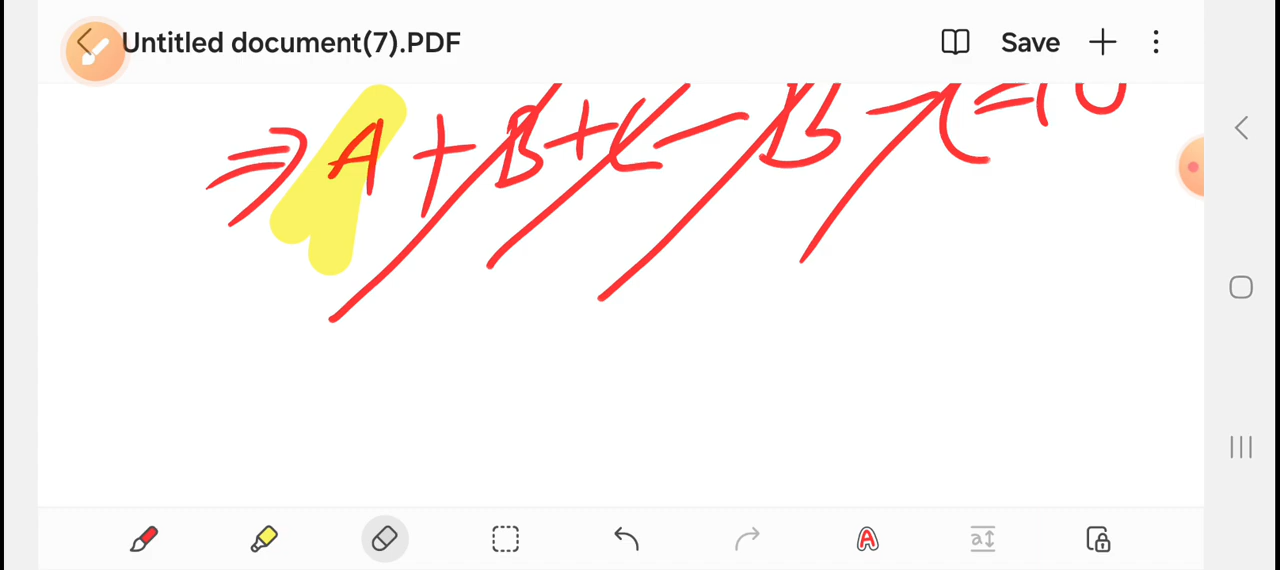 Untitled document(7).PDF
Save
⇒ A + B + C - B - C = 10
A
a